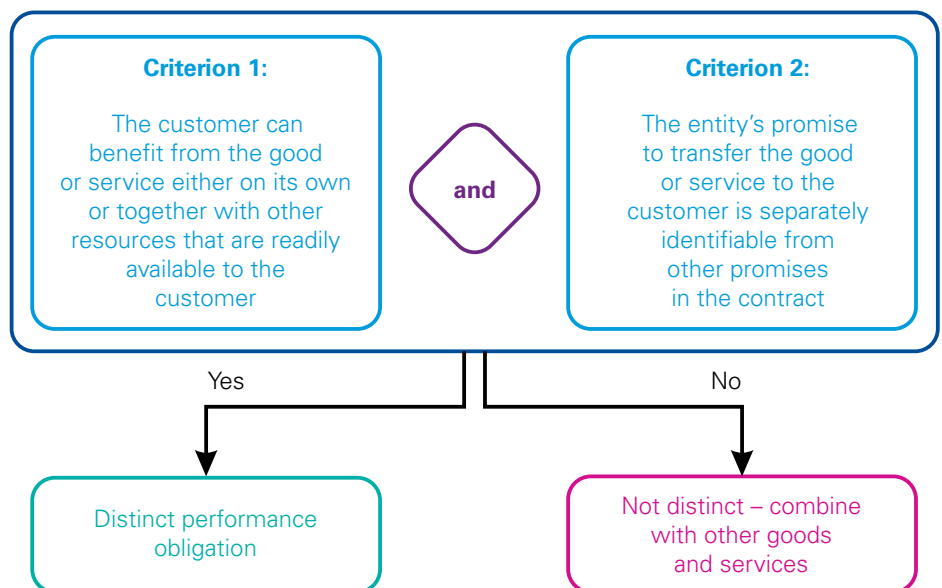 Criterion 1:
The customer can
benefit from the good
or service either on its own
or together with other
resources that are readily
available to the
customer
and
Criterion 2:
The entity’s promise
to transfer the good
or service to the
customer is separately
identifiable from
other promises
in the contract
Yes
No
Distinct performance
obligation
Not distinct – combine
with other goods
and services